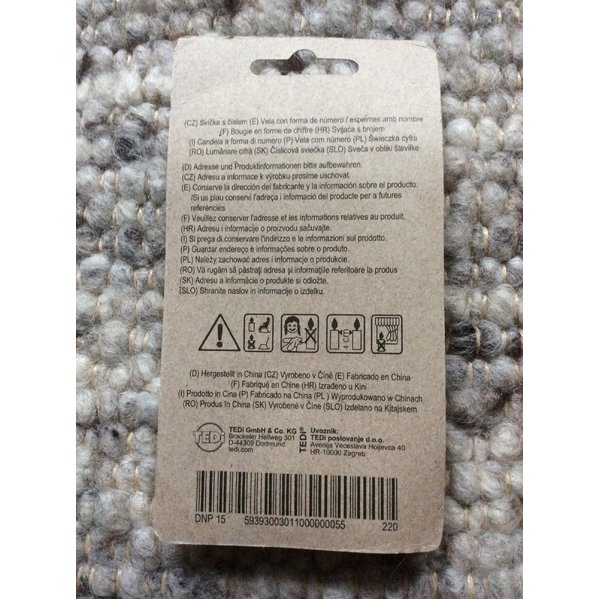 (CZ) Svíčka s číslem (E) Vela con forma de número / espelmes amb nombre
(F) Bougie en forme de chiffre (HR) Svijaća s brojem
(I) Candela a forma di numero (P) Vela com número (PL) Świeczka cyfra
(RO) Lumânare cifră (SK) Číslicová sviečka (SLO) Sveča v obliki številke
(D) Adresse und Produktinformationen bitte aufbewahren.
(CZ) Adresu a informace k výrobku prosíme uschovat.
(E) Conserve la dirección del fabricante y la información sobre el producto.
/Si us plau conservi l'adreça i informació del producte per a futures
referències
(F) Veuillez conserver l'adresse et les informations relatives au produit.
(HR) Adresu i informacije o proizvodu sačuvajte.
(I) Si prega di conservare l'indirizzo e le informazioni sul prodotto.
(P) Guardar endereço e informações sobre o produto.
(PL) Należy zachować adres i informacje o produkcie.
(RO) Vă rugăm să păstrați adresa și informațiile referitoare la produs
(SK) Adresu a informácie o produkte si odložte.
(SLO) Shranite naslov in informacije o izdelku.
4 CM
(D) Hergestellt in China (CZ) Vyrobeno v Číně (E) Fabricado en China
(F) Fabriqué en Chine (HR) Izrađeno u Kini
(I) Prodotto in Cina (P) Fabricado na China (PL) Wyprodukowano w Chinach
(RO) Produs în China (SK) Vyrobené v Číne (SLO) Izdelano na Kitajskem
TEDi
TEDi GmbH & Co. KG
Brackeler Hellweg 301
D-44309 Dortmund
tedi.com
TEDi®
Uvoznik:
TEDi poslovanje d.o.o.
Avenija Većeslava Holjevca 40
HR-10000 Zagreb
DNP 15 59393003011000000055 220